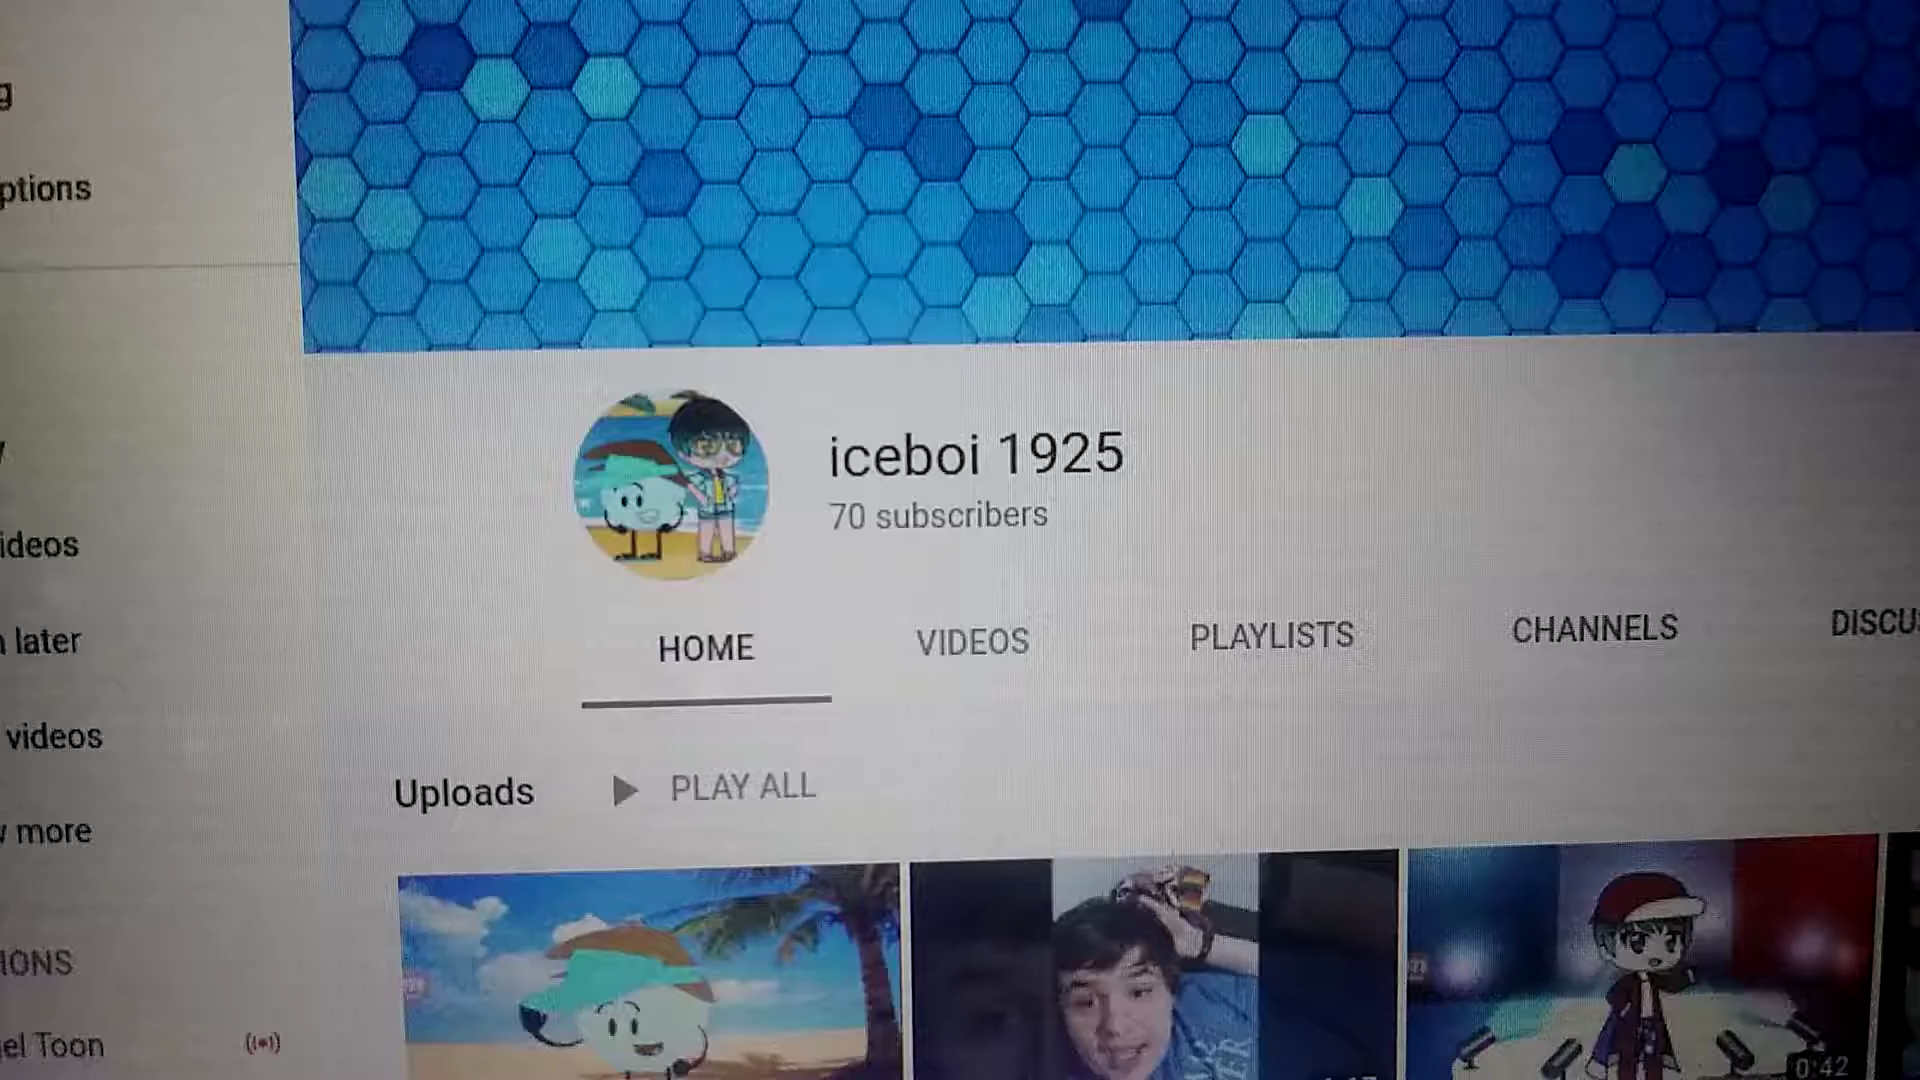 g
ptions
iceboi 1925
70 subscribers
ideos
later
HOME VIDEOS PLAYLISTS CHANNELS DISCUS
videos
Uploads PLAY ALL
more
IONS
el Toon
0:42